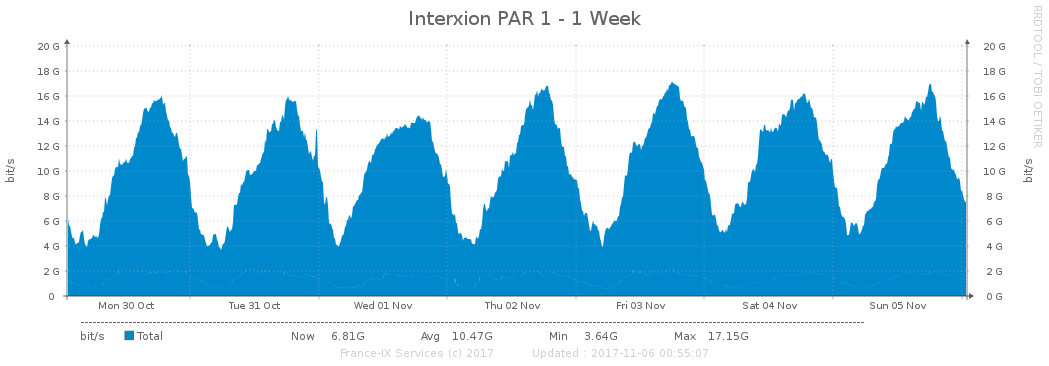 Interxion PAR 1 - 1 Week
RRDTOOL / TOBI OETIKER
bit/s
20 G 20 G
18 G 18 G
16 G 16 G
14 G 14 G
12 G 12 G
10 G 10 G
8 G 8 G
6 G 6 G
4 G 4 G
2 G 2 G
0 0 G
bit/s
Mon 30 Oct Tue 31 Oct Wed 01 Nov Thu 02 Nov Fri 03 Nov Sat 04 Nov Sun 05 Nov
bit/s Total Now 6.81G Avg 10.47G Min 3.64G Max 17.15G
France-IX Services (c) 2017 Updated : 2017-11-06 00:55:07